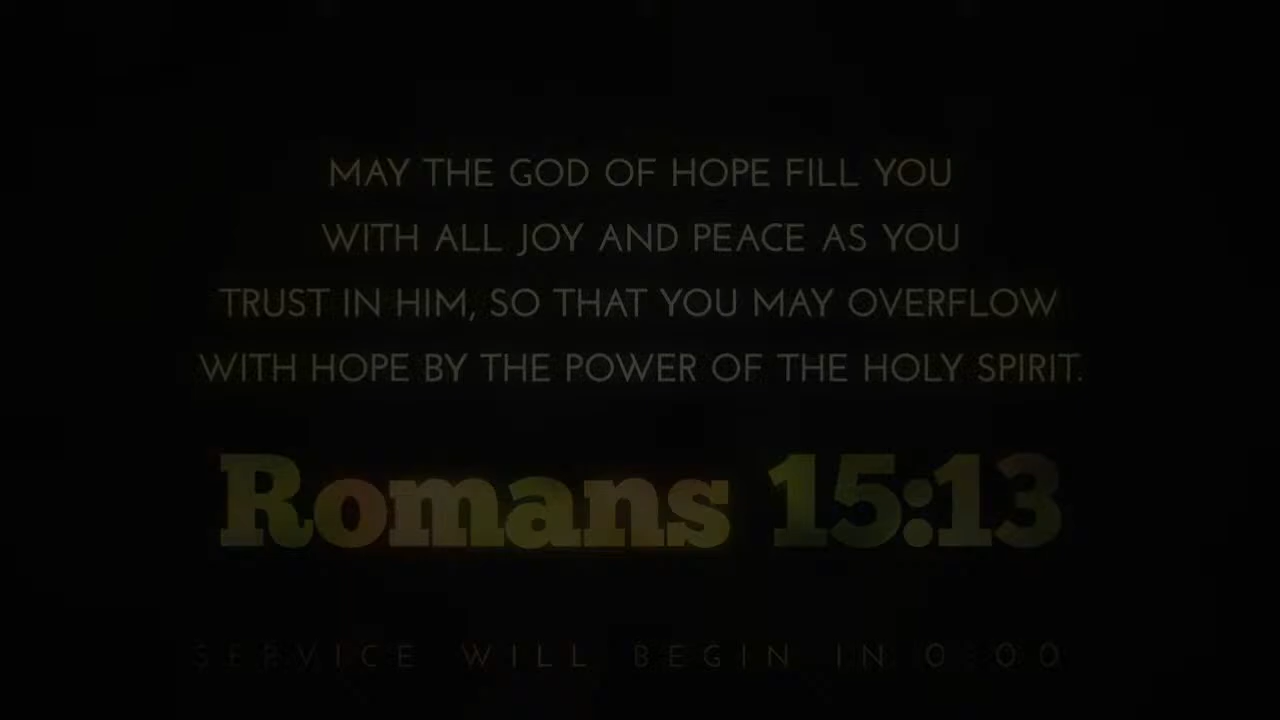 MAY THE GOD OF HOPE FILL YOU
WITH ALL JOY AND PEACE AS YOU
TRUST IN HIM, SO THAT YOU MAY OVERFLOW
WITH HOPE BY THE POWER OF THE HOLY SPIRIT.
Romans 15:13
SERVICE WILL BEGIN IN 0:00